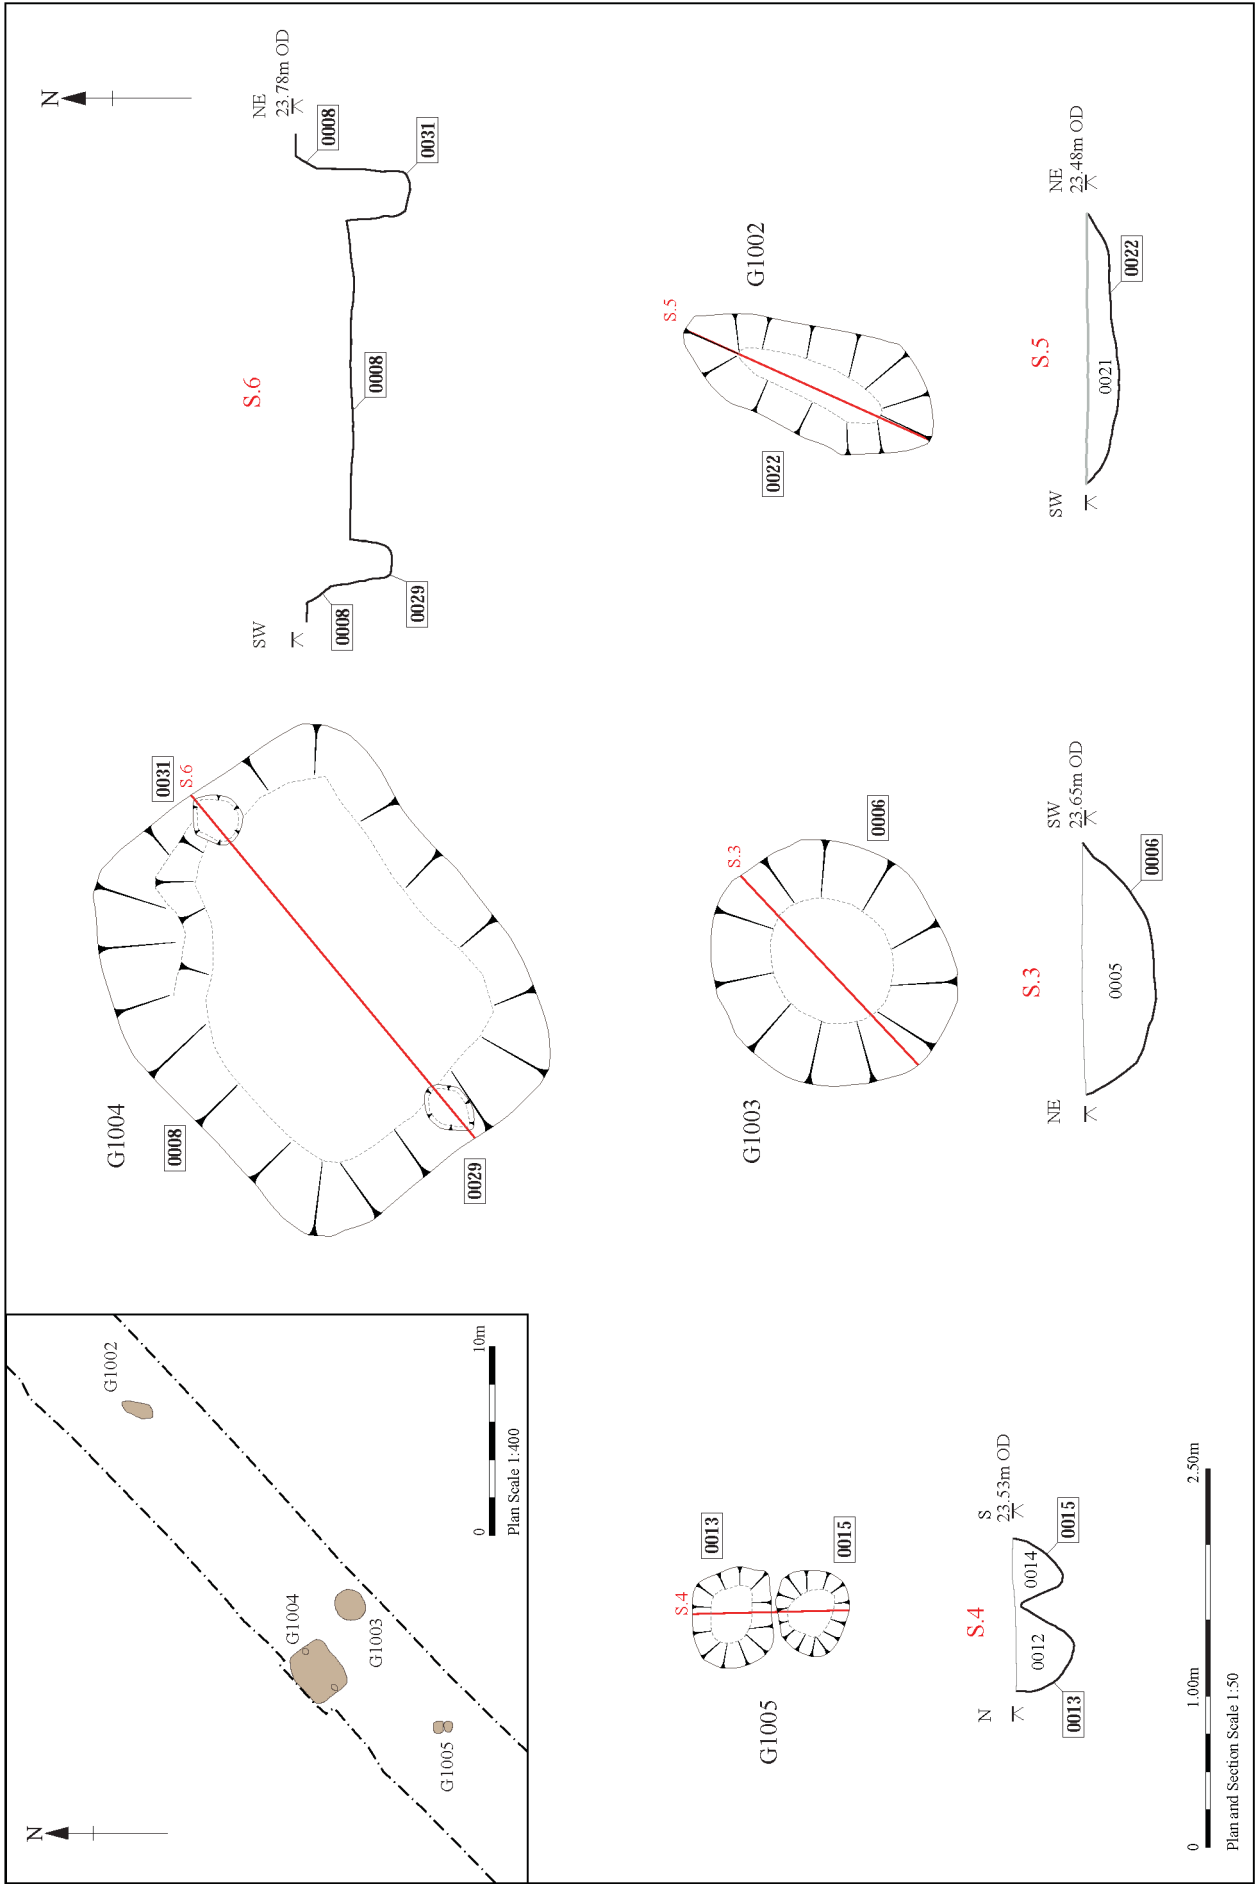 N
G1002
G1004
G1003
G1005
0
10m
Plan Scale 1:400
G1004
0008
0031
S.6
0029
S.6
SW
NE
23.78m OD
0008
0008
0008
0029
0031
N
G1005
S.4
0013
0015
S.4
N
S
23.53m OD
0012
0014
0013
0015
G1003
S.3
0006
S.3
NE
SW
23.65m OD
0005
0006
G1002
S.5
0022
S.5
SW
NE
23.48m OD
0021
0022
0
1.00m
2.50m
Plan and Section Scale 1:50